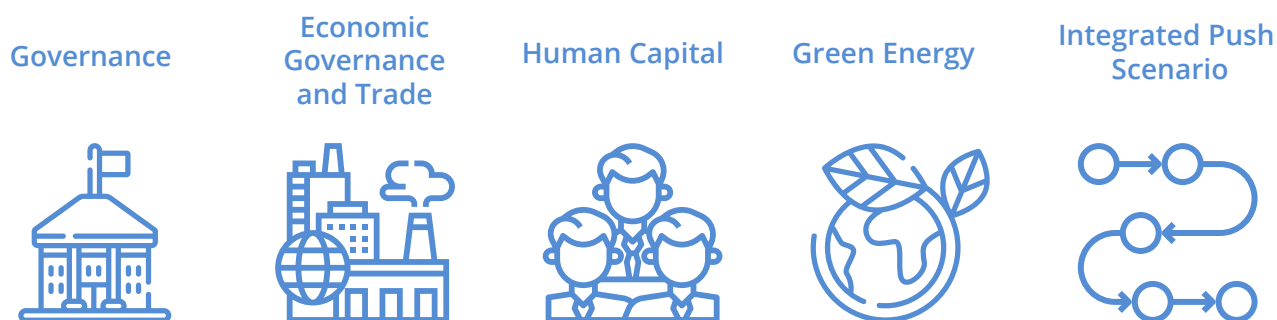 Governance
Economic
Governance
and Trade
Human Capital
Green Energy
Integrated Push
Scenario